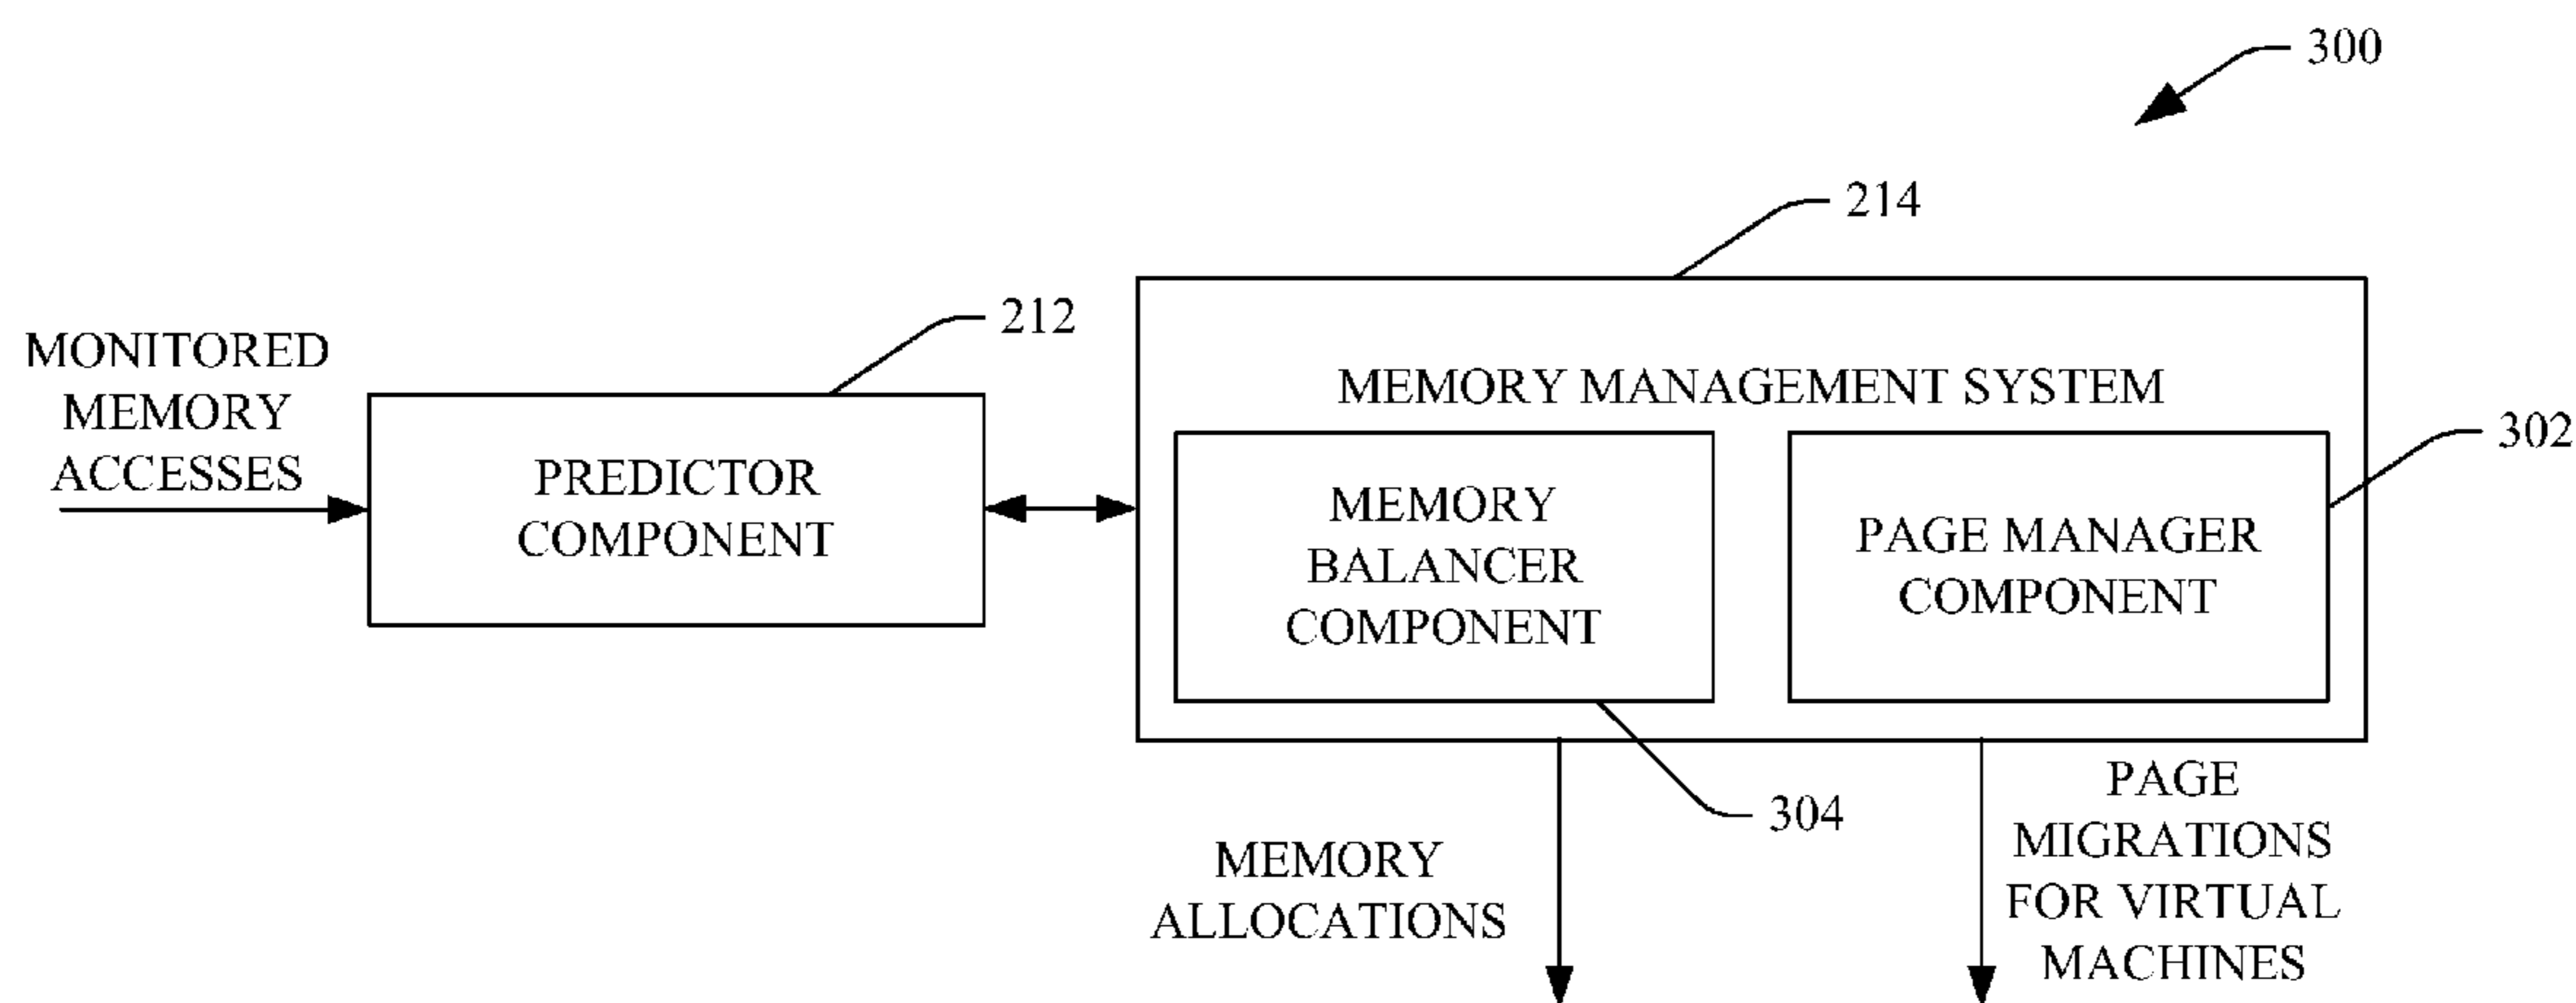 300
214
212
MONITORED
MEMORY
ACCESSES
PREDICTOR
COMPONENT
MEMORY MANAGEMENT SYSTEM
302
MEMORY
BALANCER
COMPONENT
PAGE MANAGER
COMPONENT
304
MEMORY
ALLOCATIONS
PAGE
MIGRATIONS
FOR VIRTUAL
MACHINES